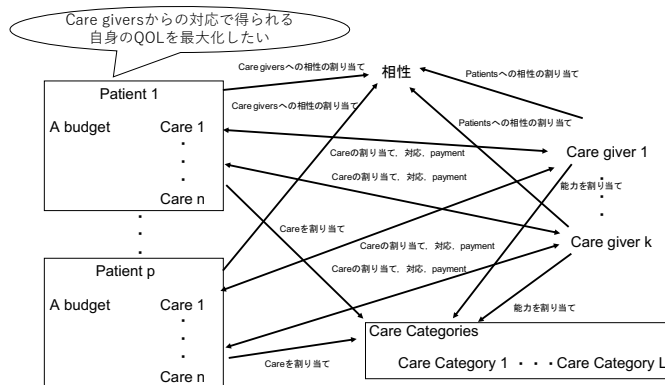 Care giversからの対応で得られる
自身のQOLを最大化したい
Patient 1
A budget
Care 1
Care n
Care giversへの相性の割り当て
Care giversへの相性の割り当て
相性
Patientsへの相性の割り当て
Patientsへの相性の割り当て
Careの割り当て、対応、payment
Careの割り当て、対応、payment
Care giver 1
能力を割り当て
Care giver k
Careを割り当て
Careの割り当て、対応、payment
Careの割り当て、対応、payment
能力を割り当て
Patient p
A budget
Care 1
Care n
Careを割り当て
Care Categories
Care Category 1 ・・・Care Category L